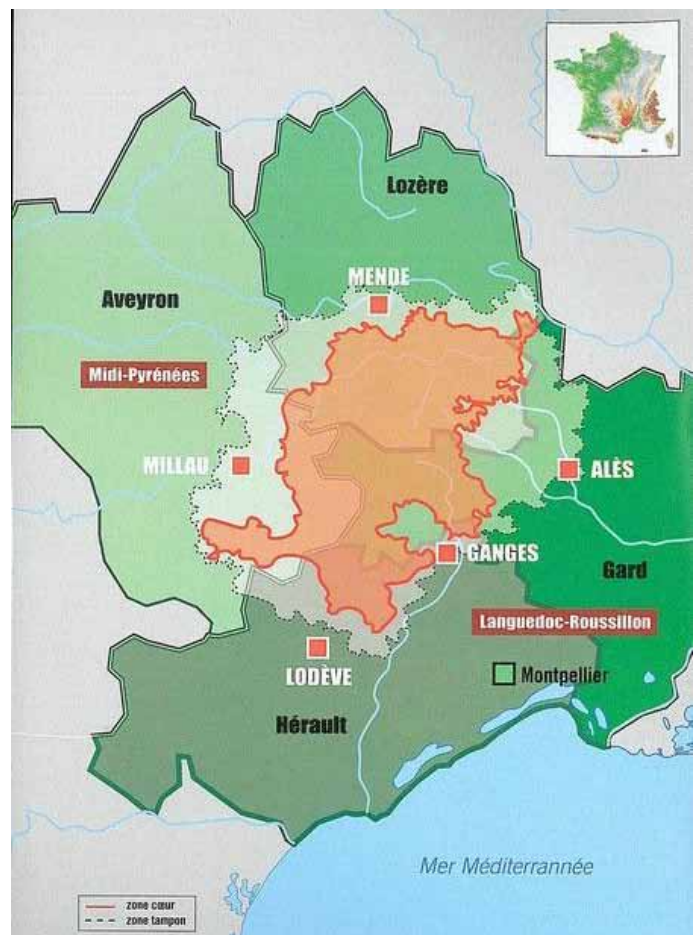 Lozère
MENDE
Aveyron
Midi-Pyrénées
MILLAU
ALÈS
GANGES
Gard
Languedoc-Roussillon
LODÈVE
Montpellier
Hérault
Mer Méditerrannée
zone cœur
zone tampon